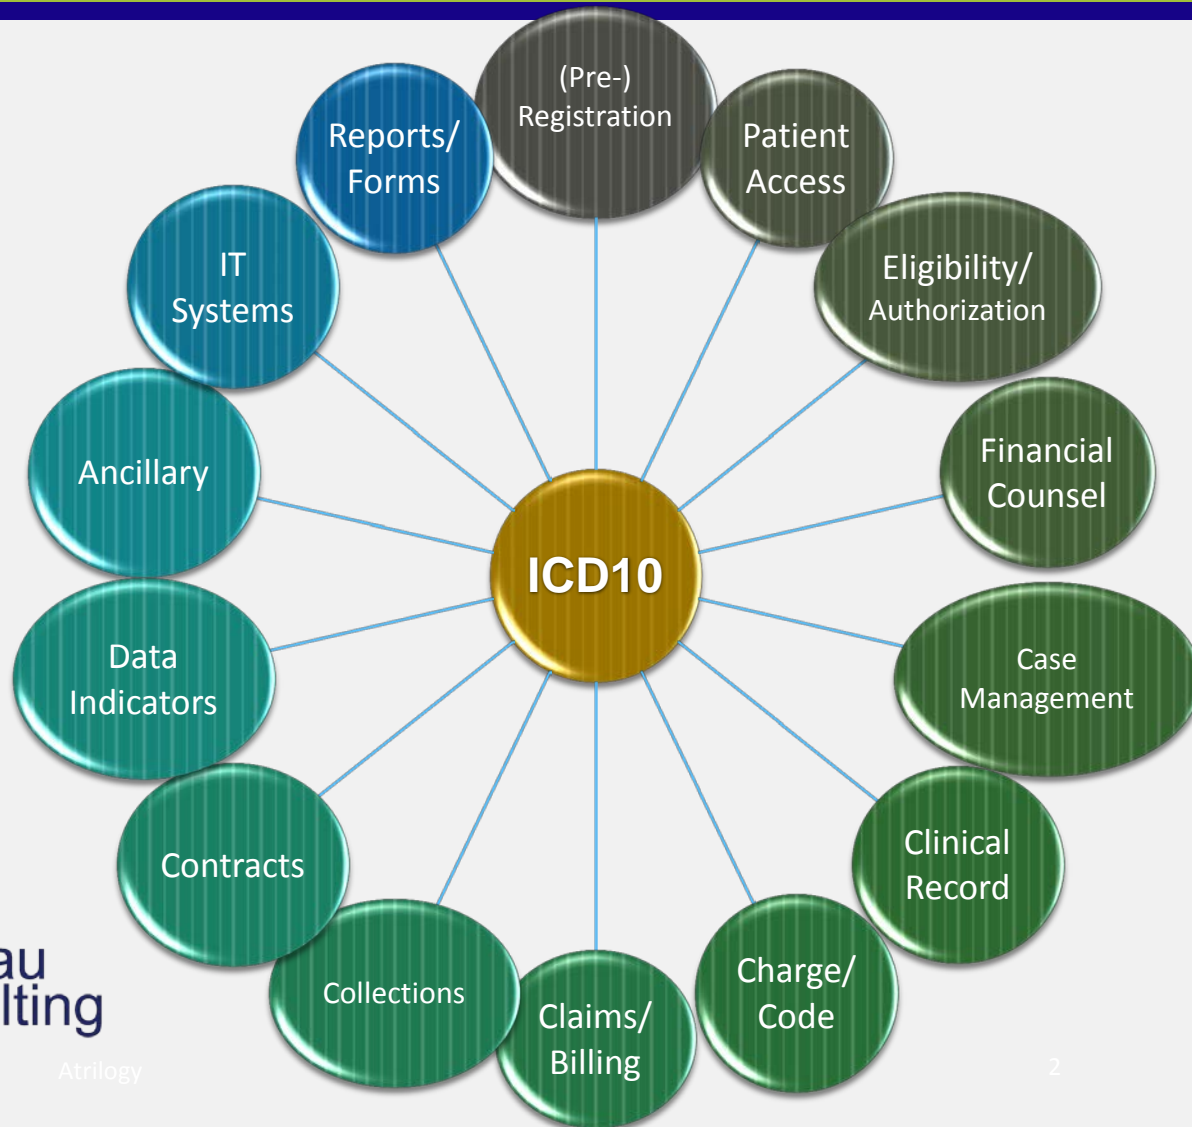 (Pre-)
Registration
Patient
Access
Eligibility/
Authorization
Financial
Counsel
Case
Management
Clinical
Record
Charge/
Code
Claims/
Billing
Collections
Contracts
Data
Indicators
Ancillary
IT
Systems
Reports/
Forms
ICD10
au
lting
Atrilogy
2